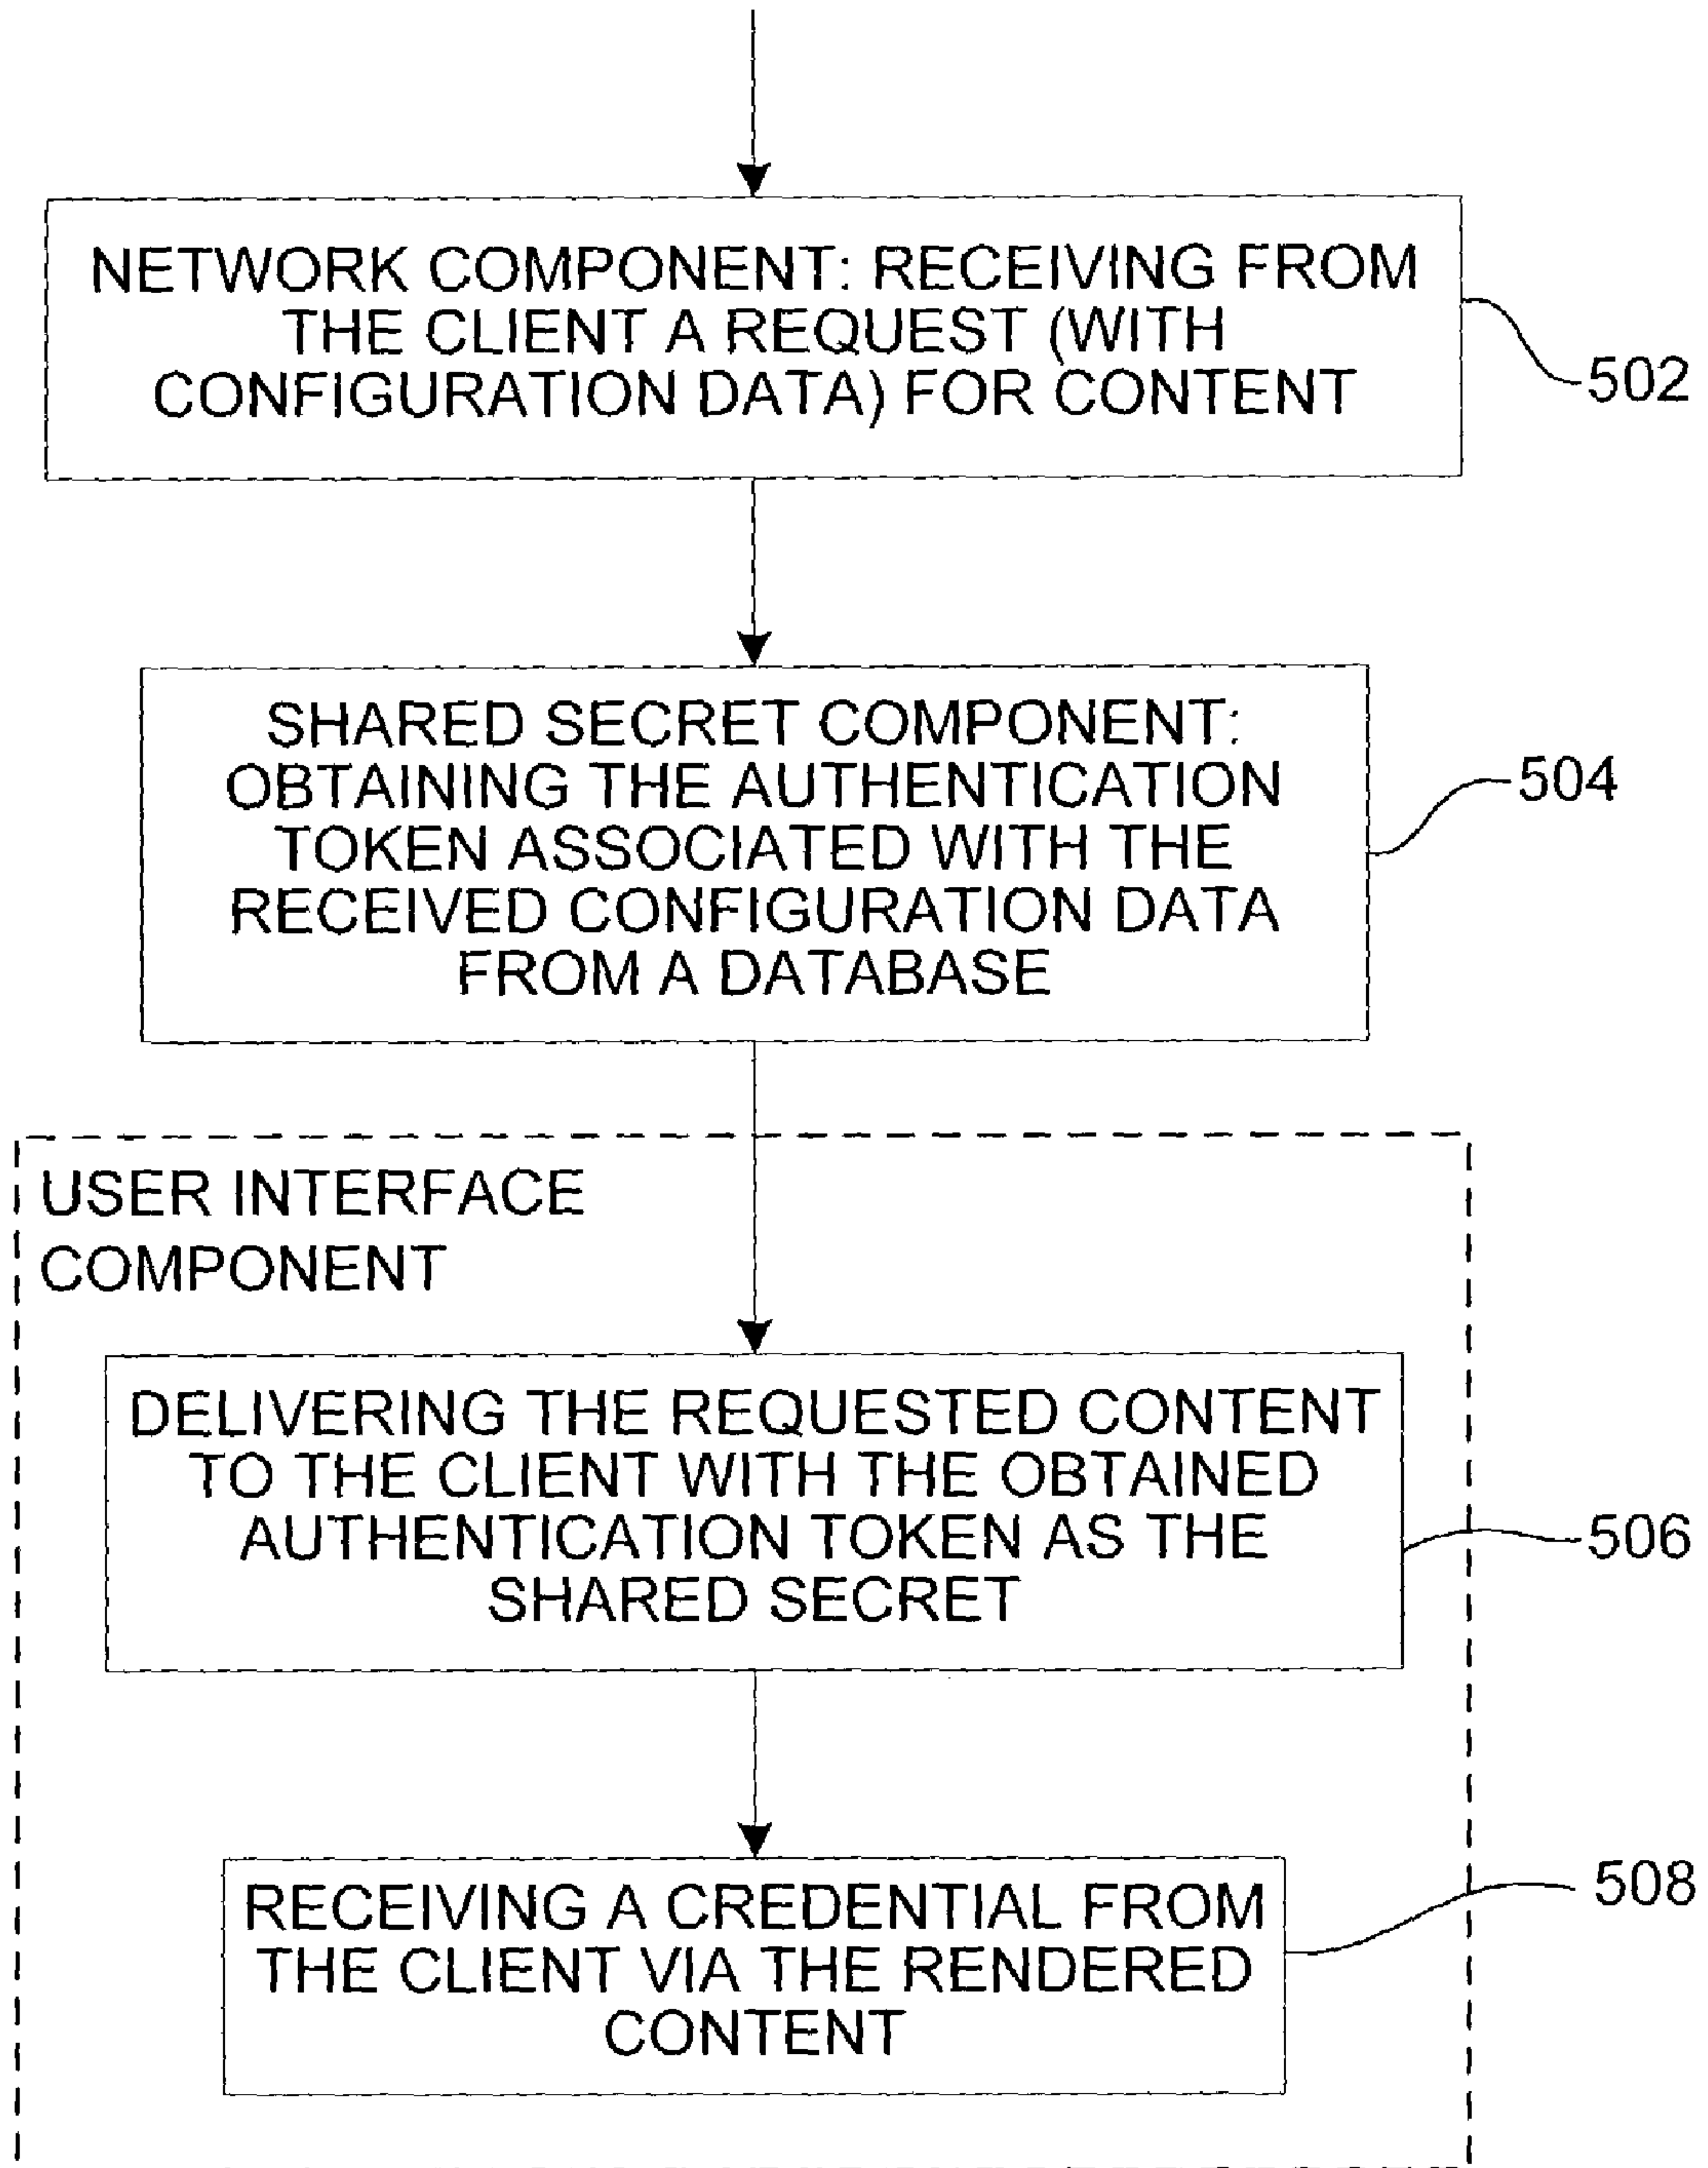 NETWORK COMPONENT: RECEIVING FROM
THE CLIENT A REQUEST (WITH
CONFIGURATION DATA) FOR CONTENT
502
SHARED SECRET COMPONENT:
OBTAINING THE AUTHENTICATION
TOKEN ASSOCIATED WITH THE
RECEIVED CONFIGURATION DATA
FROM A DATABASE
504
USER INTERFACE
COMPONENT
DELIVERING THE REQUESTED CONTENT
TO THE CLIENT WITH THE OBTAINED
AUTHENTICATION TOKEN AS THE
SHARED SECRET
506
RECEIVING A CREDENTIAL FROM
THE CLIENT VIA THE RENDERED
CONTENT
508